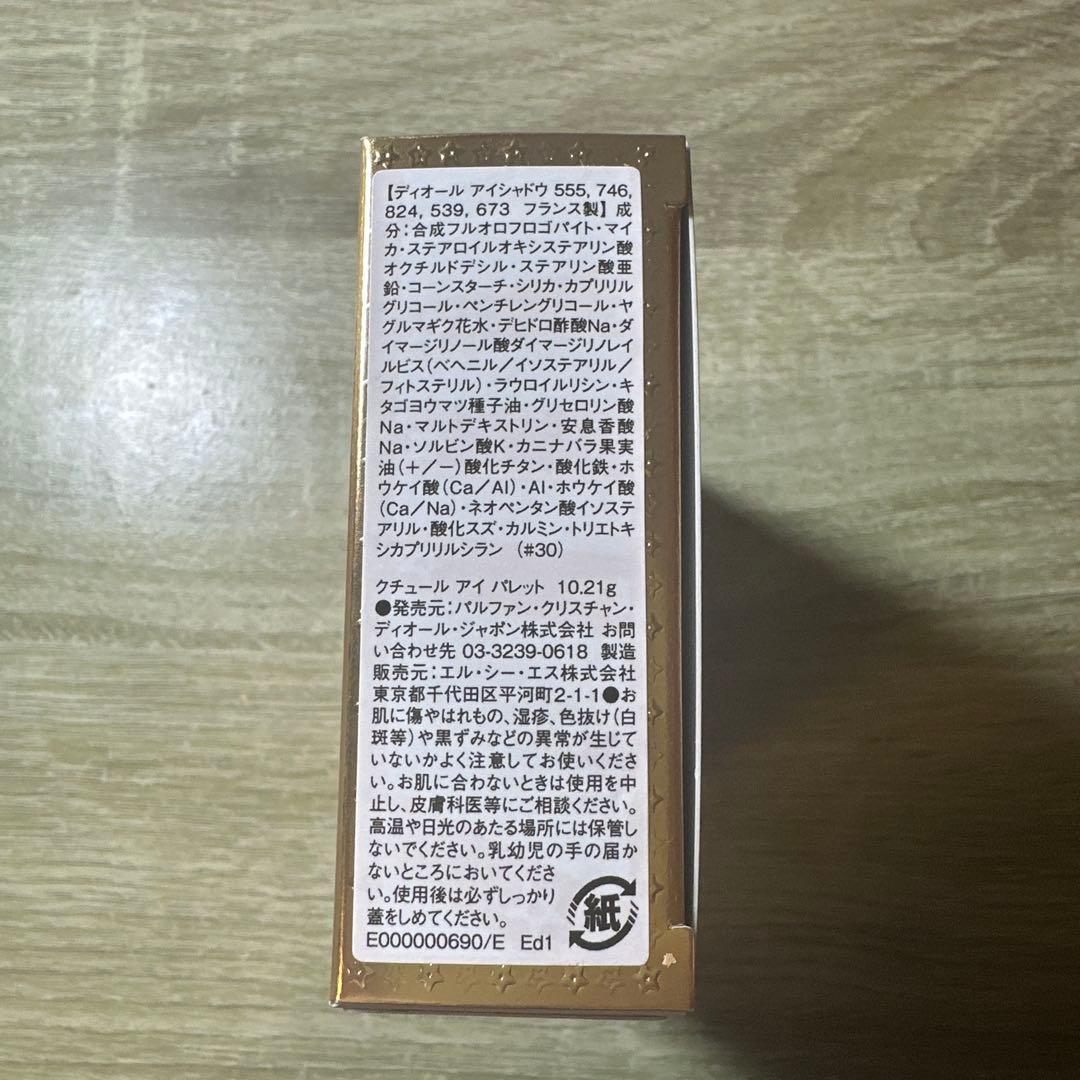 【ディオール アイシャドウ 555, 746,
824, 539, 673 フランス製】 成
分：合成フルオロフロゴパイト・マイ
カ・ステアロイルオキシステアリン酸
オクチルドデシル・ステアリン酸亜
鉛・コーンスターチ・シリカ・カプリリル
グリコール・ペンチレングリコール・ヤ
グルマギク花水・デヒドロ酢酸Na・ダ
イマージリノール酸ダイマージリノレイ
ルビス（ベヘニル／イソステアリル／
フィトステリル）・ラウロイルリシン・キ
タゴヨウマツ種子油・グリセロリン酸
Na・マルトデキストリン・安息香酸
Na・ソルビン酸K・カニナバラ果実
油（＋／－）酸化チタン・酸化鉄・ホ
ウケイ酸（Ca／Al）・Al・ホウケイ酸
（Ca／Na）・ネオペンタン酸イソステ
アリル・酸化スズ・カルミン・トリエトキ
シカプリリルシラン （#30）
クチュール アイ パレット 10.21g
●発売元：パルファン・クリスチャン・
ディオール・ジャポン株式会社 お問
い合わせ先 03-3239-0618 製造
販売元：エル・シー・エス株式会社
東京都千代田区平河町2-1-1●お
肌に傷やはれもの、湿疹、色抜け（白
斑等）や黒ずみなどの異常が生じて
いないかよく注意してお使いくださ
い。お肌に合わないときは使用を中
止し、皮膚科医等にご相談ください。
高温や日光のあたる場所には保管し
ないでください。乳幼児の手の届か
ないところにおいてくださ
い。使用後は必ずしっかり
蓋をしめてください。
紙
E000000690/E Ed1